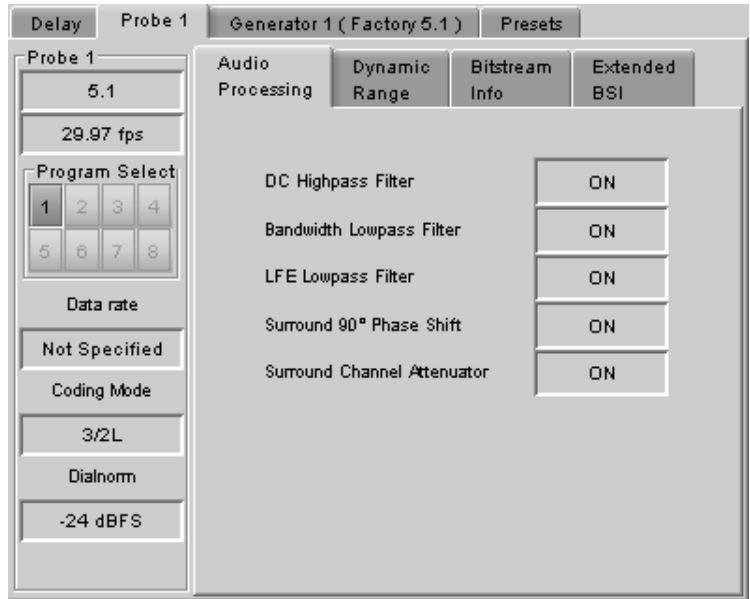 Delay Probe 1 Generator 1 ( Factory 5.1 ) Presets
Probe 1
5.1
29.97 fps
Program Select
1 2 3 4
5 6 7 8
Data rate
Not Specified
Coding Mode
3/2L
Dialnorm
-24 dBFS
Audio Processing
Dynamic Range
Bitstream Info
Extended BSI
DC Highpass Filter ON
Bandwidth Lowpass Filter ON
LFE Lowpass Filter ON
Surround 90° Phase Shift ON
Surround Channel Attenuator ON